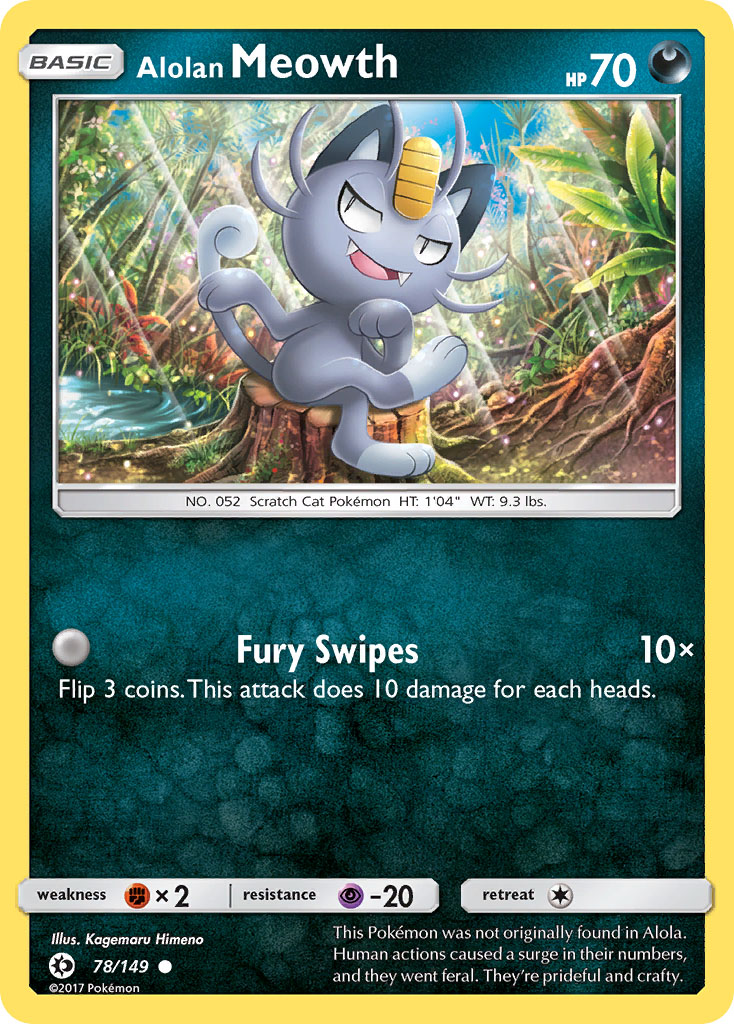 BASIC Alolan Meowth HP 70
NO. 052 Scratch Cat Pokémon HT: 1'04" WT: 9.3 lbs.
Fury Swipes 10×
Flip 3 coins. This attack does 10 damage for each heads.
weakness × 2 resistance -20 retreat
Illus. Kagemaru Himeno
78/149
©2017 Pokémon
This Pokémon was not originally found in Alola.
Human actions caused a surge in their numbers,
and they went feral. They're prideful and crafty.